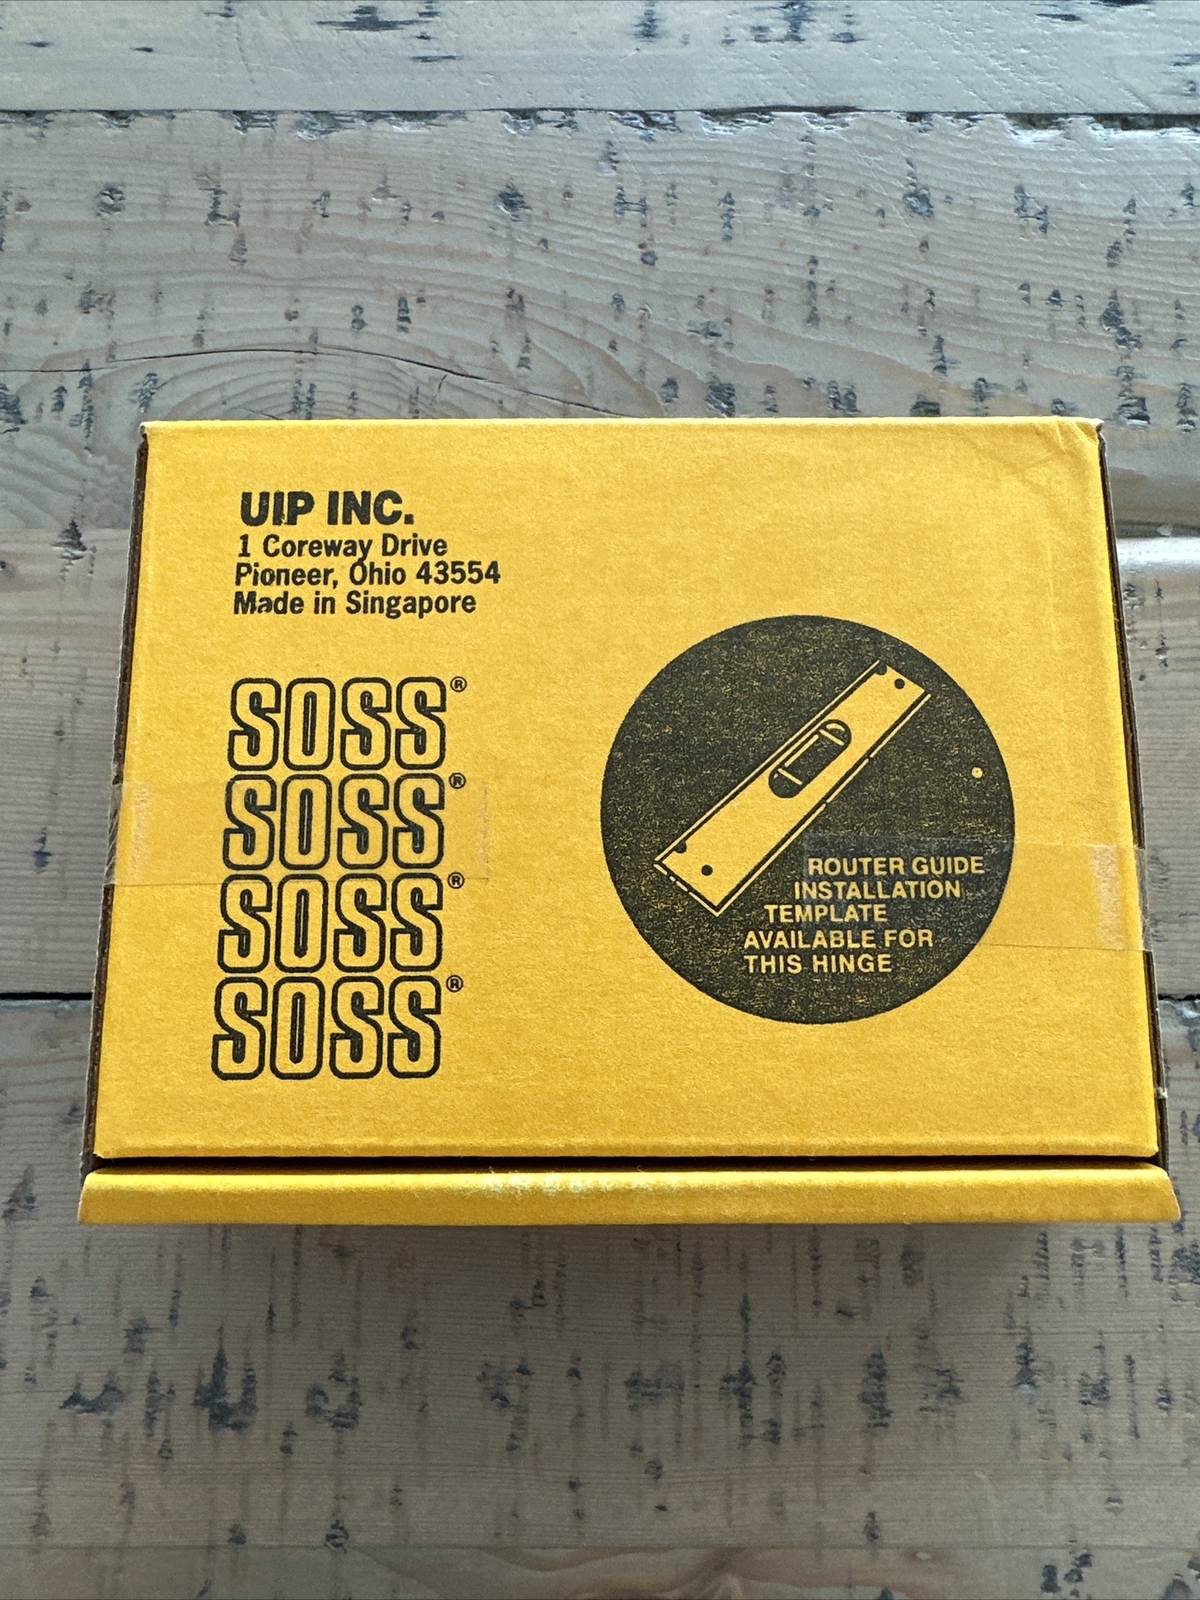 UIP INC.
1 Coreway Drive
Pioneer, Ohio 43554
Made in Singapore
SOSS®
SOSS®
SOSS®
SOSS®
ROUTER GUIDE
INSTALLATION
TEMPLATE
AVAILABLE FOR
THIS HINGE